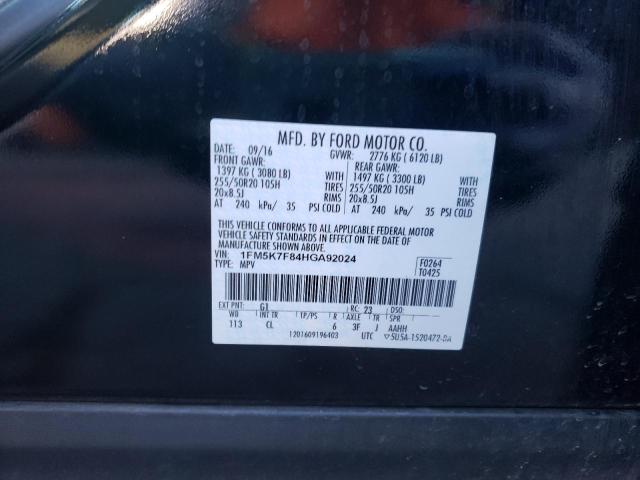 MFD. BY FORD MOTOR CO.
DATE: 09/16 GVWR: 2776 KG ( 6120 LB)
FRONT GAWR: REAR GAWR:
1397 KG ( 3080 LB) WITH 1497 KG ( 3300 LB) WITH
255/50R20 105H TIRES 255/50R20 105H TIRES
20x8.5J RIMS 20x8.5J RIMS
AT 240 kPa/ 35 PSI COLD AT 240 kPa/ 35 PSI COLD
THIS VEHICLE CONFORMS TO ALL APPLICABLE FEDERAL MOTOR
VEHICLE SAFETY STANDARDS IN EFFECT ON THE DATE OF
MANUFACTURE SHOWN ABOVE.
VIN: 1FM5K7F84HGA92024
TYPE: MPV
F0264
T0425
EXT PNT: G1 RC: 23 DSO:
WB INT TR TP/PS R AXLE TR SPR
113 CL 6 3F J AAHH
1201609196403 UTC 5U5A-1520472-DA